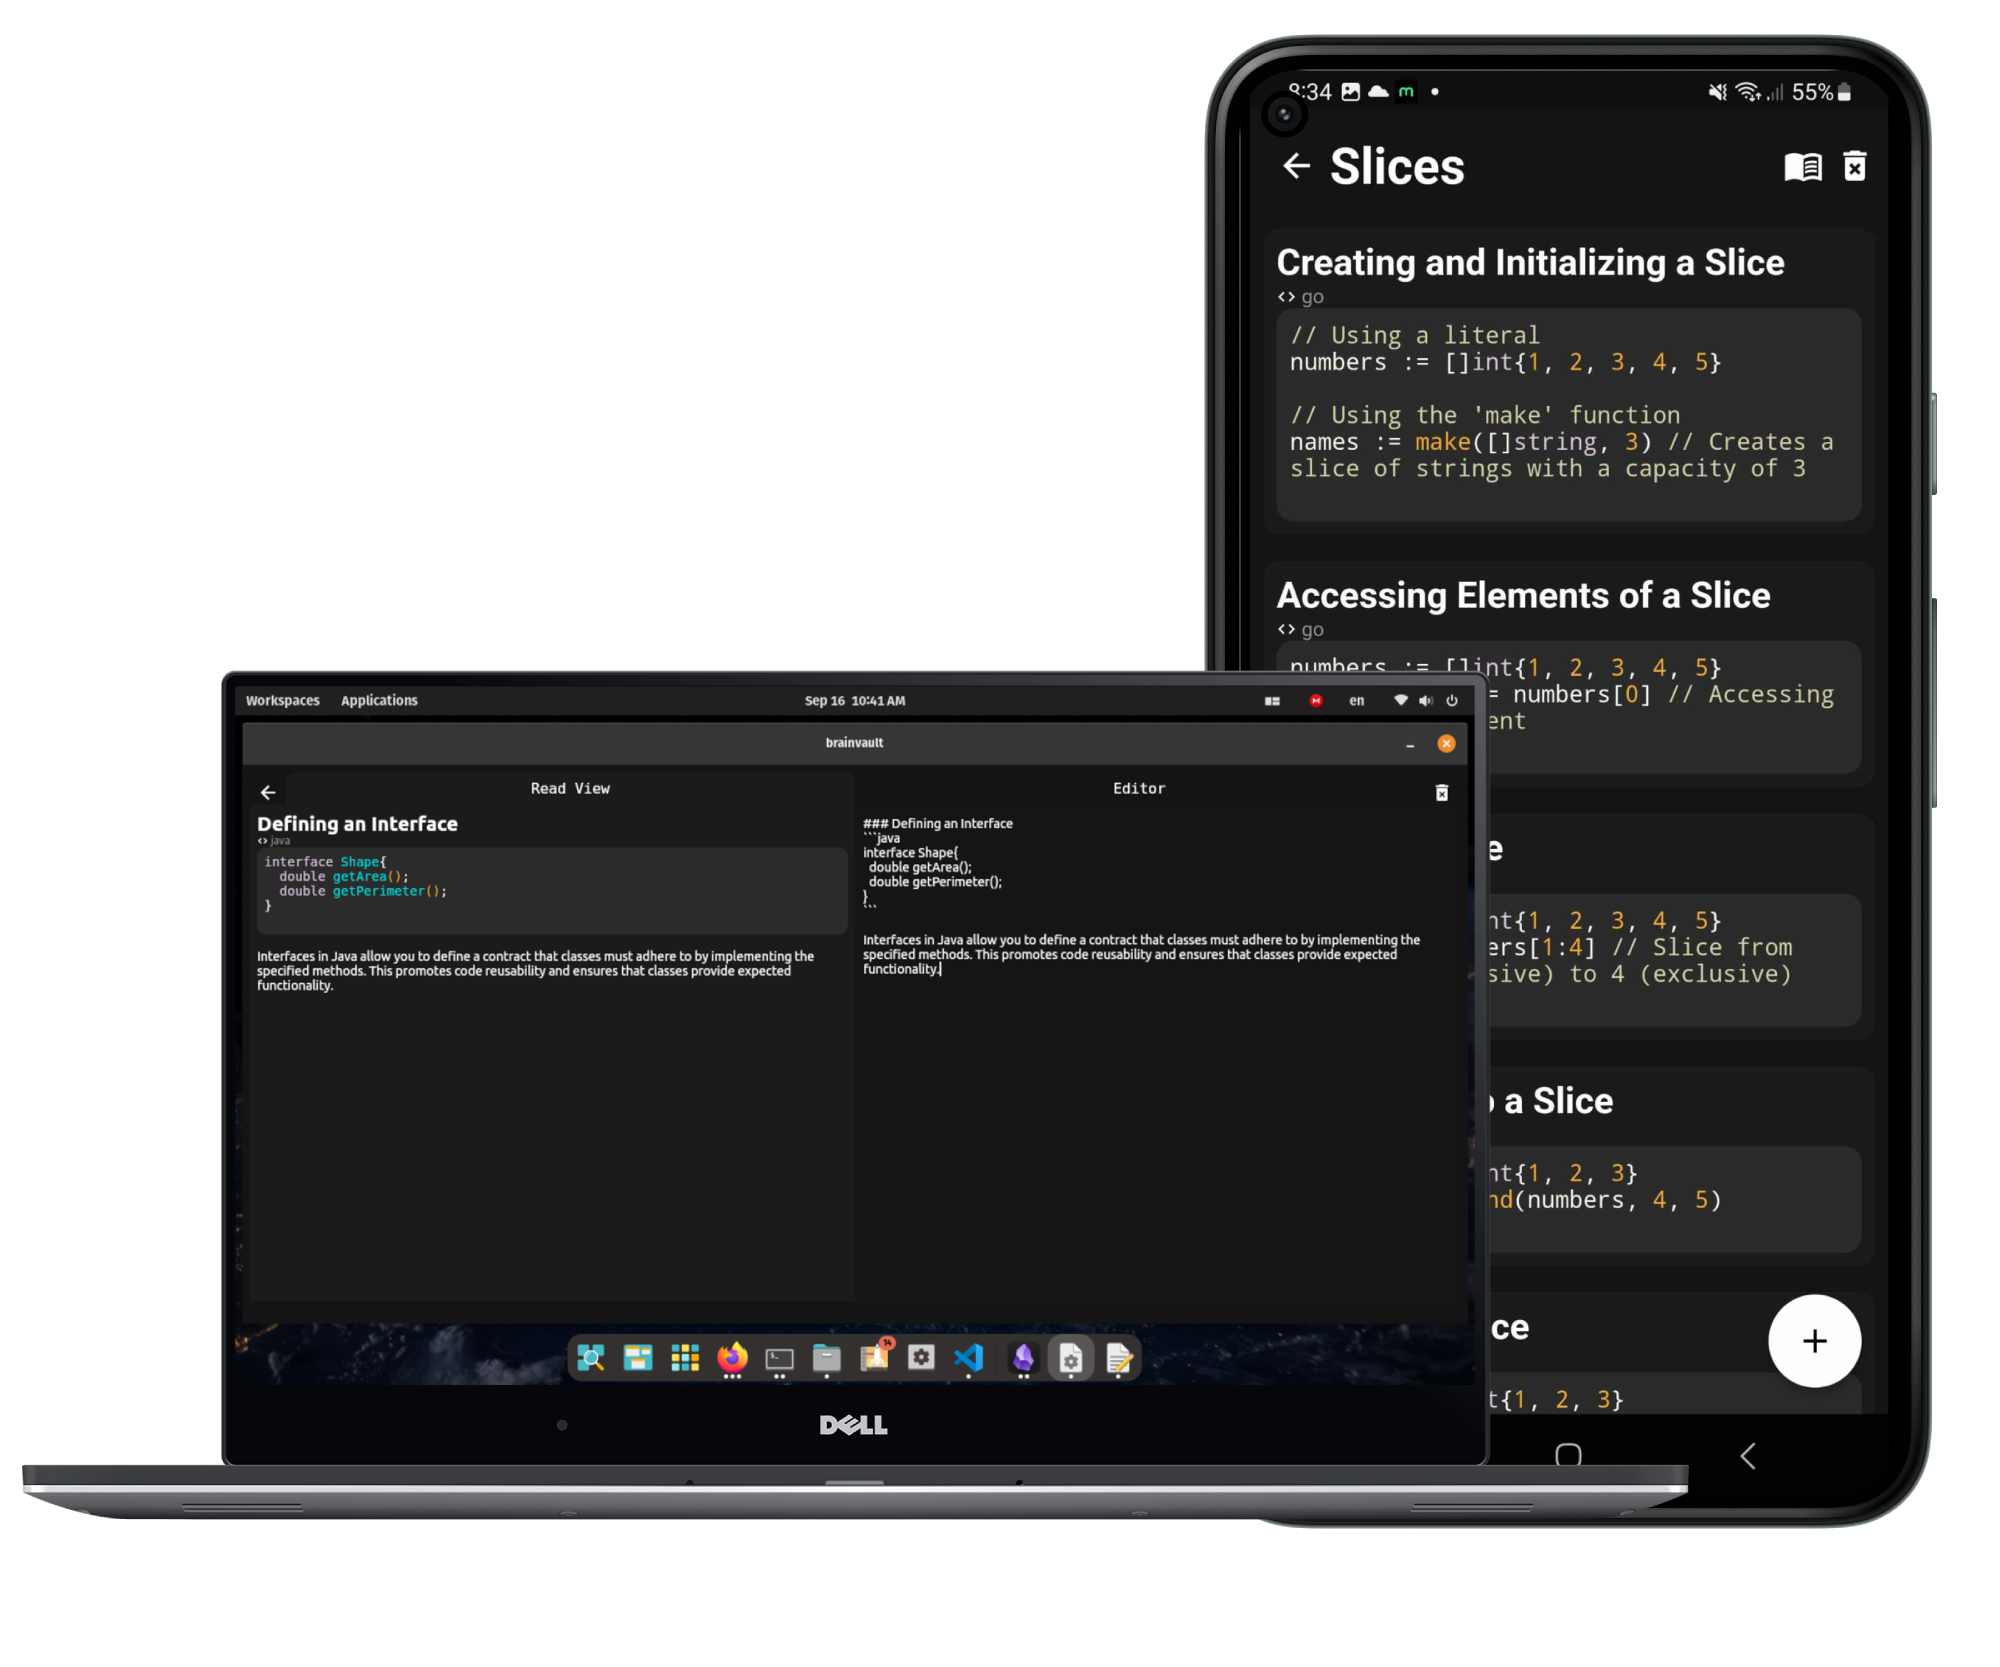 8:34
m
55%
Slices
Creating and Initializing a Slice
<> go
// Using a literal
numbers := []int{1, 2, 3, 4, 5}
// Using the 'make' function
names := make([]string, 3) // Creates a
slice of strings with a capacity of 3
Accessing Elements of a Slice
<> go
numbers := []int{1, 2, 3, 4, 5}
= numbers[0] // Accessing
ent
e
nt{1, 2, 3, 4, 5}
ers[1:4] // Slice from
sive) to 4 (exclusive)
a Slice
nt{1, 2, 3}
nd(numbers, 4, 5)
ce
t{1, 2, 3}
+
Workspaces Applications
Sep 16 10:41 AM
M
en
brainvault
Read View
Defining an Interface
<> java
interface Shape{
double getArea();
double getPerimeter();
}
Interfaces in Java allow you to define a contract that classes must adhere to by implementing the
specified methods. This promotes code reusability and ensures that classes provide expected
functionality.
Editor
### Defining an Interface
```java
interface Shape{
double getArea();
double getPerimeter();
}
```
Interfaces in Java allow you to define a contract that classes must adhere to by implementing the
specified methods. This promotes code reusability and ensures that classes provide expected
functionality.
14
DELL